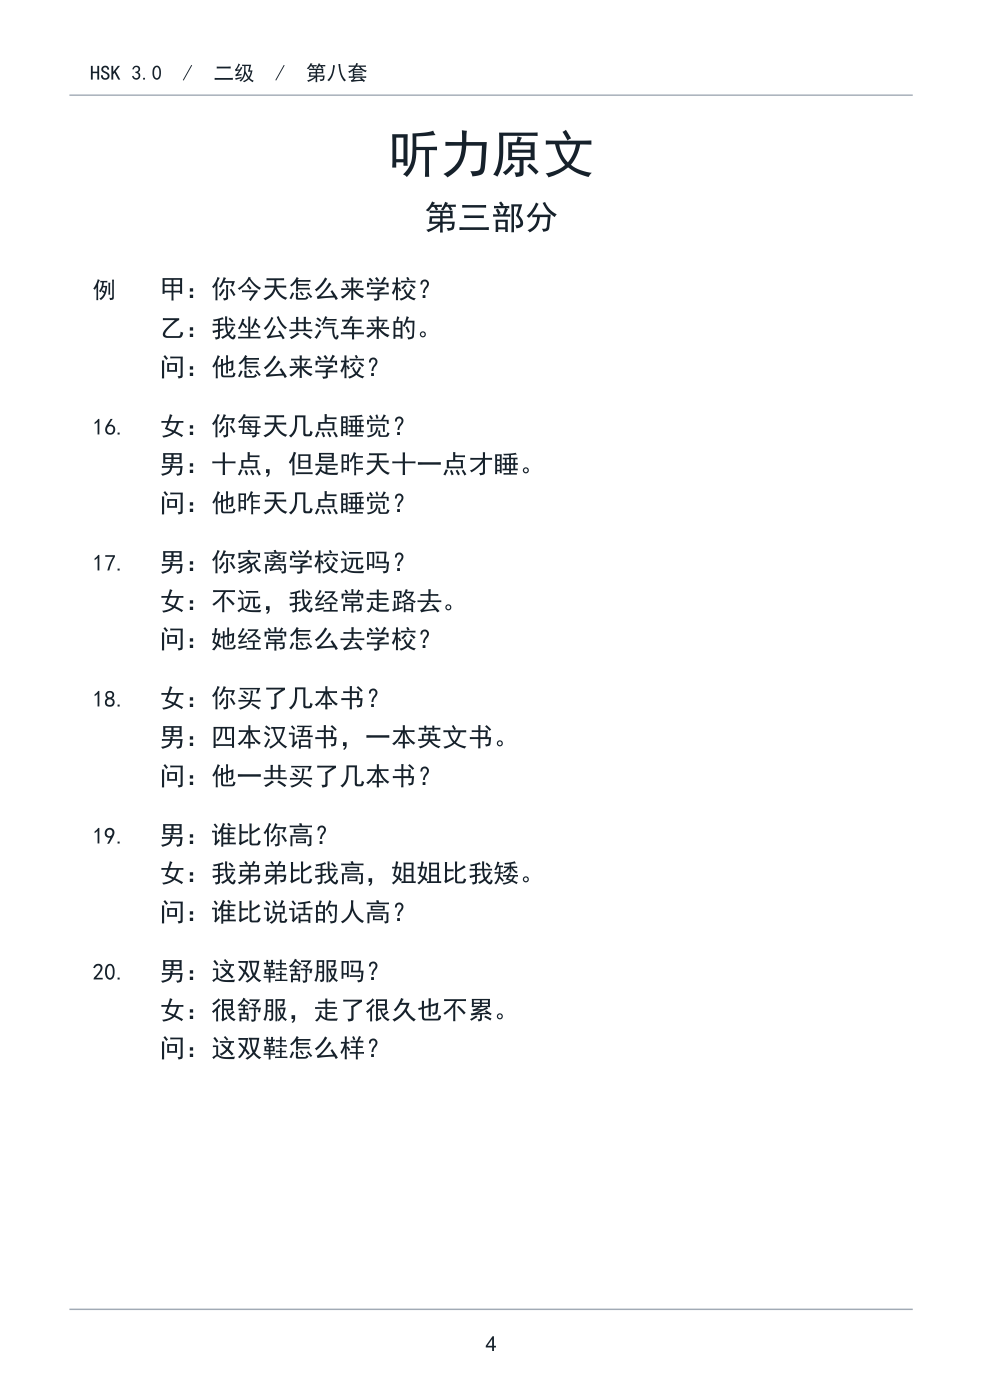 HSK 3.0 / 二级 / 第八套
听力原文
第三部分
例 甲：你今天怎么来学校？
乙：我坐公共汽车来的。
问：他怎么来学校？
16. 女：你每天几点睡觉？
男：十点，但是昨天十一点才睡。
问：他昨天几点睡觉？
17. 男：你家离学校远吗？
女：不远，我经常走路去。
问：她经常怎么去学校？
18. 女：你买了几本书？
男：四本汉语书，一本英文书。
问：他一共买了几本书？
19. 男：谁比你高？
女：我弟弟比我高，姐姐比我矮。
问：谁比说话的人高？
20. 男：这双鞋舒服吗？
女：很舒服，走了很久也不累。
问：这双鞋怎么样？
4